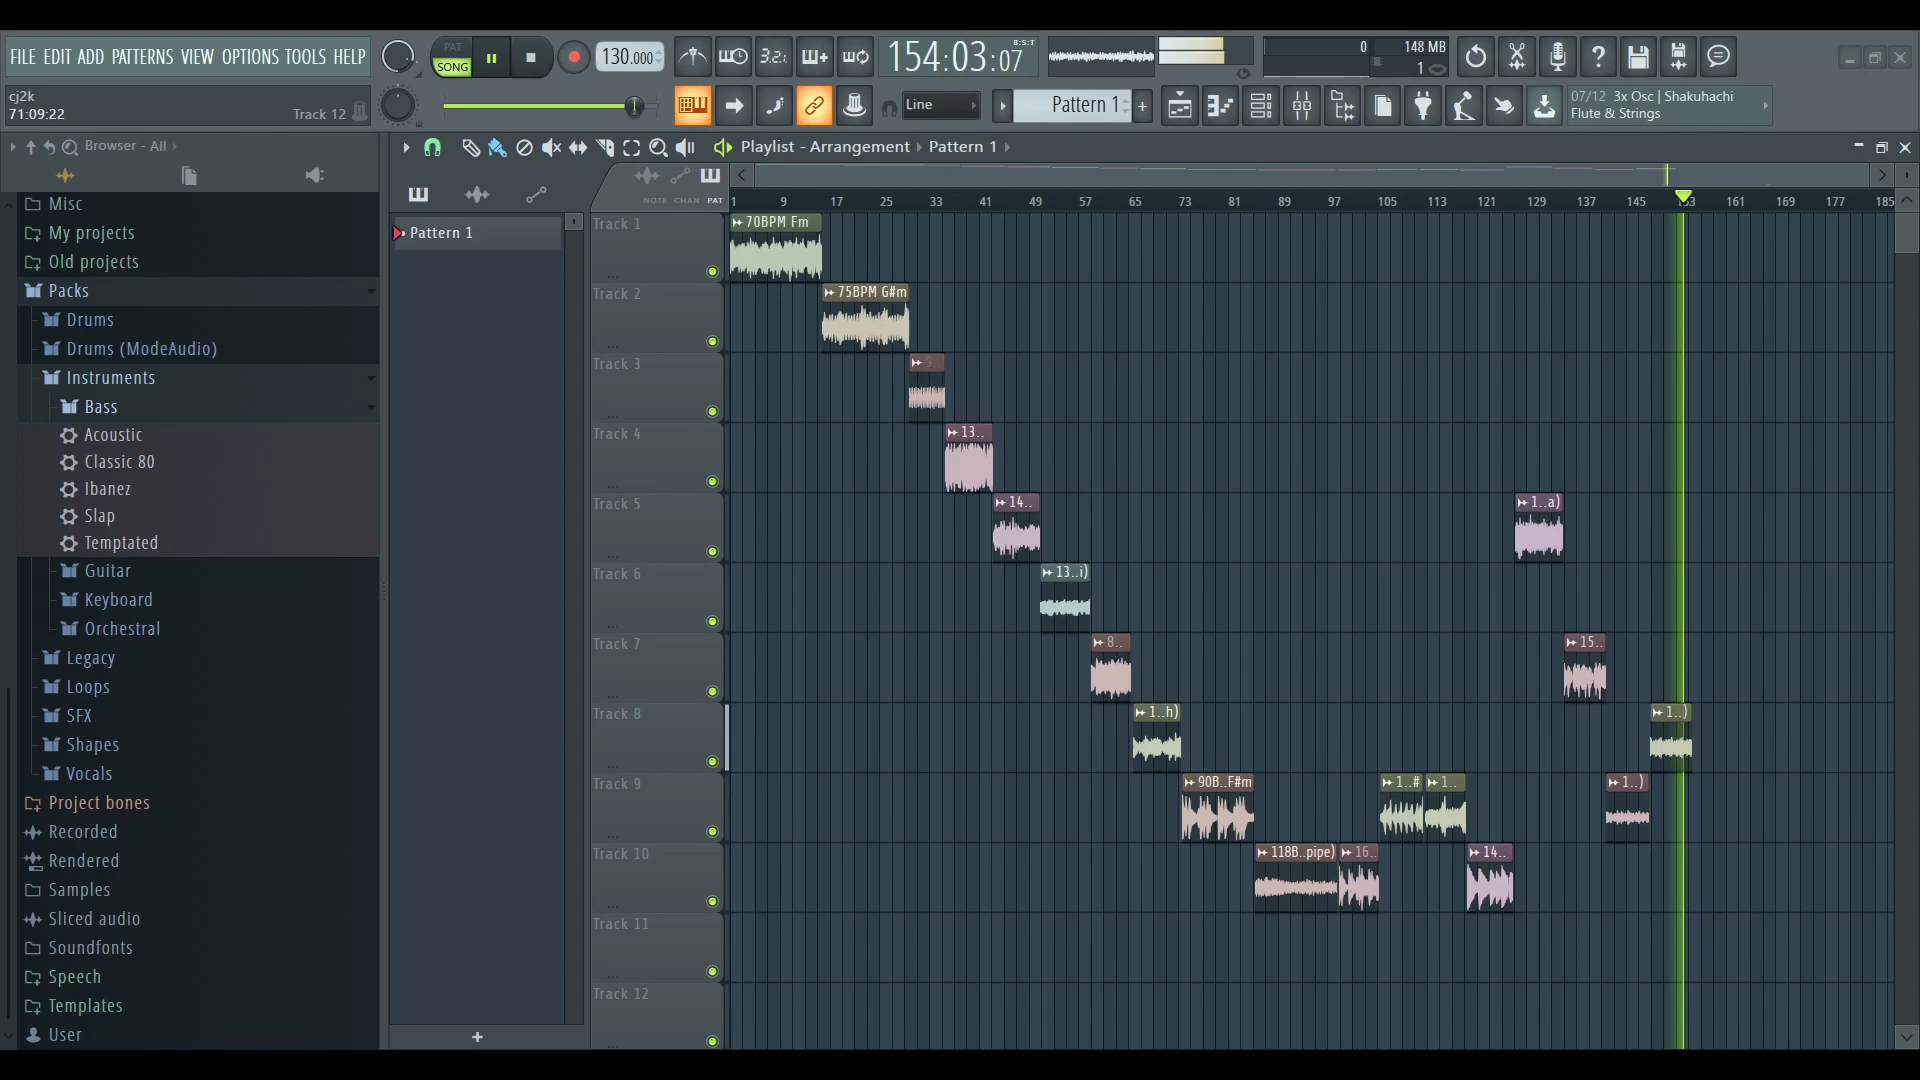 FILE EDIT ADD PATTERNS VIEW OPTIONS TOOLS HELP
PAT
SONG
130.000
3.2.
154:03:07
B:S:T
0
148 MB
1
cj2k
71:09:22
Track 12
Line
Pattern 1
+
07/12 3x Osc | Shakuhachi
Flute & Strings
Browser - All
Playlist - Arrangement
Pattern 1
NOTE CHAN PAT
1 9 17 25 33 41 49 57 65 73 81 89 97 105 113 121 129 137 145 153 161 169 177 185
Misc
My projects
Old projects
Packs
Drums
Drums (ModeAudio)
Instruments
Bass
Acoustic
Classic 80
Ibanez
Slap
Temptated
Guitar
Keyboard
Orchestral
Legacy
Loops
SFX
Shapes
Vocals
Project bones
Recorded
Rendered
Samples
Sliced audio
Soundfonts
Speech
Templates
User
Pattern 1
+
Track 1
70BPM Fm
Track 2
75BPM G#m
Track 3
9..
Track 4
13..
Track 5
14..
1..a)
Track 6
13..i)
Track 7
8..
15..
Track 8
1..h)
1..)
Track 9
90B..F#m
1..#
1..
1..)
Track 10
118B..pipe)
16..
14..
Track 11
Track 12